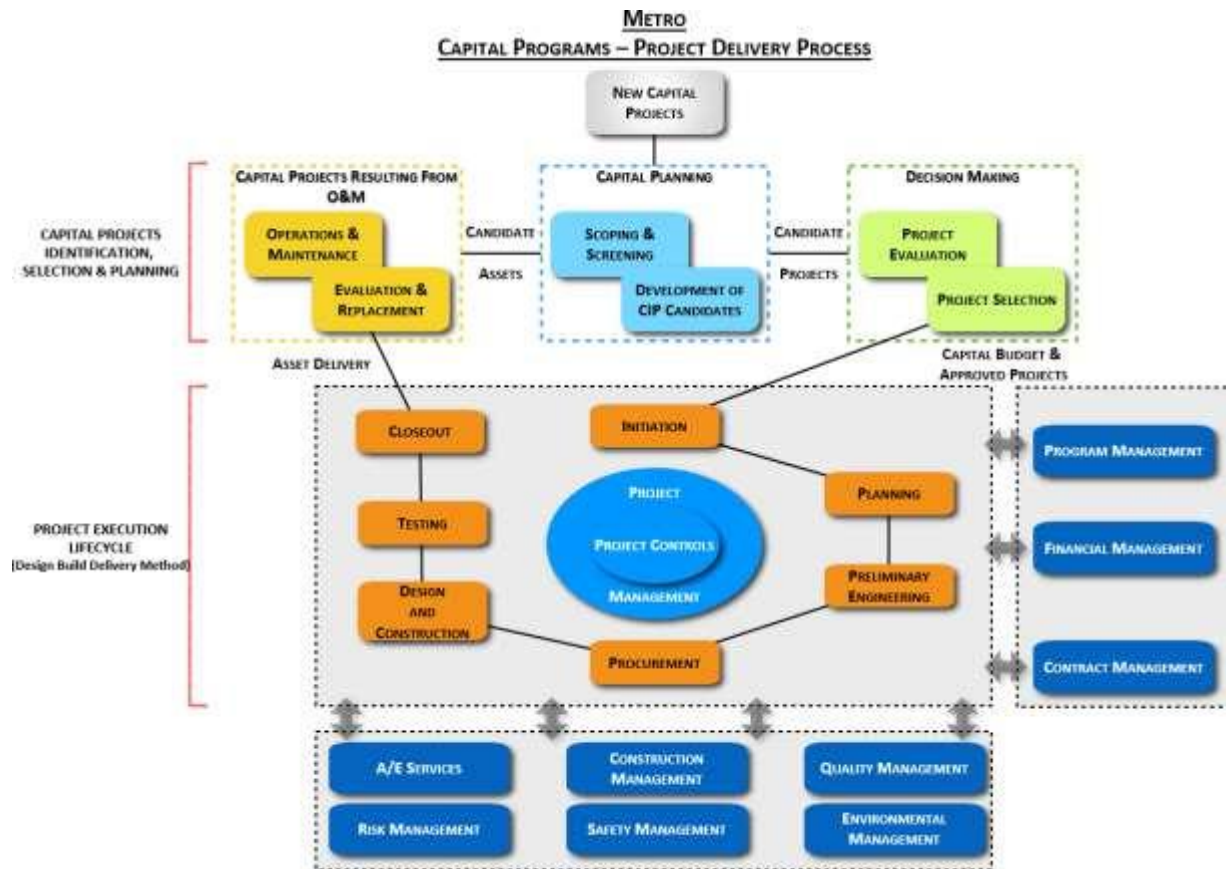 METRO
CAPITAL PROGRAMS – PROJECT DELIVERY PROCESS
NEW CAPITAL
PROJECTS
CAPITAL PROJECTS
IDENTIFICATION,
SELECTION & PLANNING
CAPITAL PROJECTS RESULTING FROM
O&M
OPERATIONS &
MAINTENANCE
EVALUATION &
REPLACEMENT
CANDIDATE
ASSETS
CAPITAL PLANNING
SCOPING &
SCREENING
DEVELOPMENT OF
CIP CANDIDATES
CANDIDATE
PROJECTS
DECISION MAKING
PROJECT
EVALUATION
PROJECT SELECTION
ASSET DELIVERY
CAPITAL BUDGET &
APPROVED PROJECTS
PROJECT EXECUTION
LIFECYCLE
(Design Build Delivery Method)
CLOSEOUT
INITIATION
TESTING
PLANNING
DESIGN
AND
CONSTRUCTION
PRELIMINARY
ENGINEERING
PROCUREMENT
PROJECT
PROJECT CONTROLS
MANAGEMENT
PROGRAM MANAGEMENT
FINANCIAL MANAGEMENT
CONTRACT MANAGEMENT
A/E SERVICES
CONSTRUCTION
MANAGEMENT
QUALITY MANAGEMENT
RISK MANAGEMENT
SAFETY MANAGEMENT
ENVIRONMENTAL
MANAGEMENT